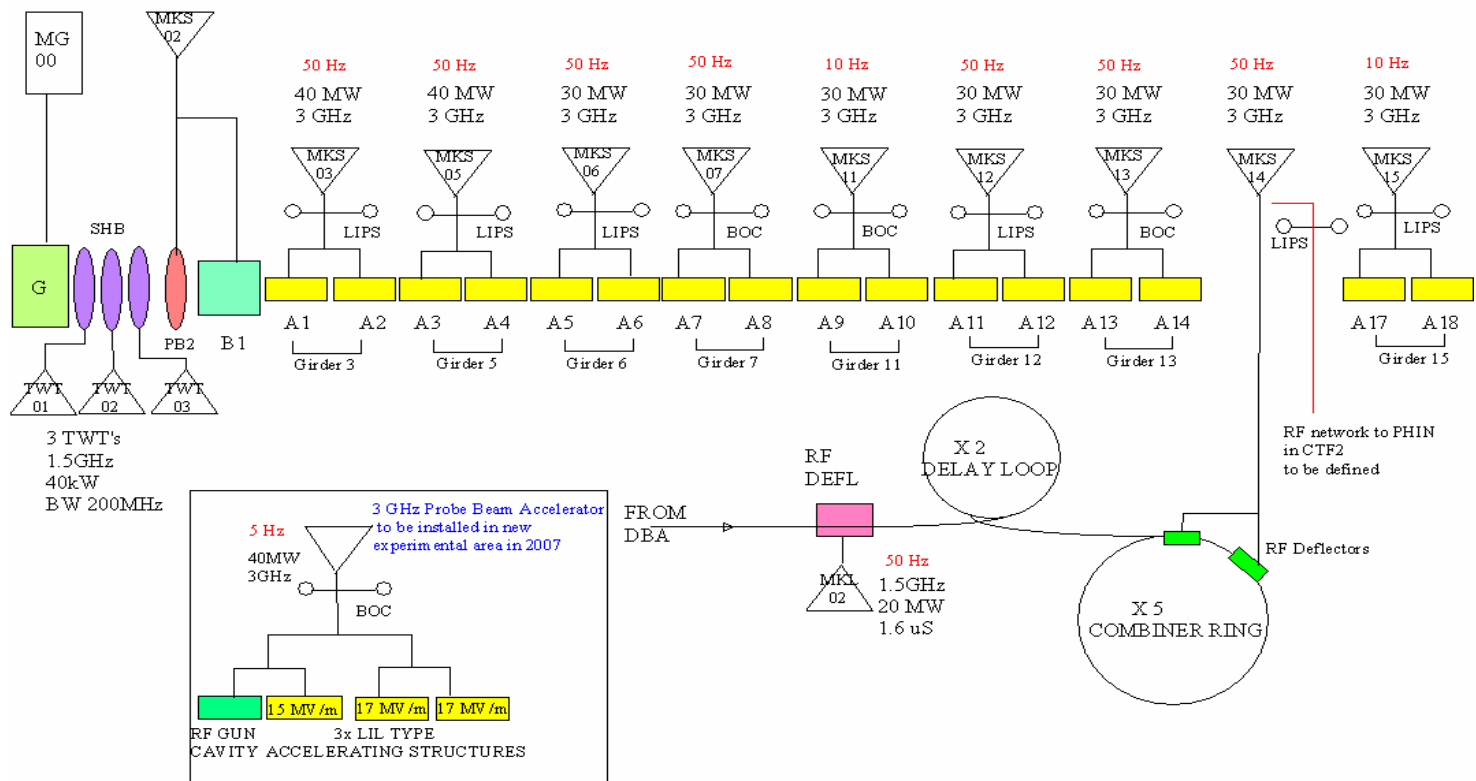 MG
00
MKS
02
50 Hz
40 MW
3 GHz
MKS
03
LIPS
50 Hz
40 MW
3 GHz
MKS
05
LIPS
50 Hz
30 MW
3 GHz
MKS
06
LIPS
50 Hz
30 MW
3 GHz
MKS
07
BOC
10 Hz
30 MW
3 GHz
MKS
11
BOC
50 Hz
30 MW
3 GHz
MKS
12
LIPS
50 Hz
30 MW
3 GHz
MKS
13
BOC
50 Hz
30 MW
3 GHz
MKS
14
LIPS
10 Hz
30 MW
3 GHz
MKS
15
LIPS
SHB
G
PB2
B1
A1 A2
Girder 3
A3 A4
Girder 5
A5 A6
Girder 6
A7 A8
Girder 7
A9 A10
Girder 11
A11 A12
Girder 12
A13 A14
Girder 13
A17 A18
Girder 15
TWT
01
TWT
02
TWT
03
3 TWT's
1.5GHz
40kW
BW 200MHz
RF network to PHIN
in CTF2
to be defined
X 2
DELAY LOOP
RF
DEFL
FROM
DBA
MKL
02
50 Hz
1.5GHz
20 MW
1.6 uS
RF Deflectors
X 5
COMBINER RING
3 GHz Probe Beam Accelerator
to be installed in new
experimental area in 2007
5 Hz
40MW
3GHz
BOC
15 MV/m
17 MV/m
17 MV/m
RF GUN
CAVITY
3x LIL TYPE
ACCELERATING STRUCTURES